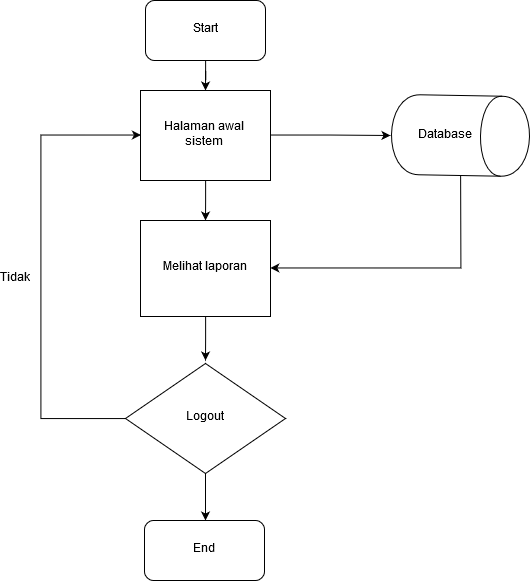 Start
Halaman awal
sistem
Database
Melihat laporan
Tidak
Logout
End